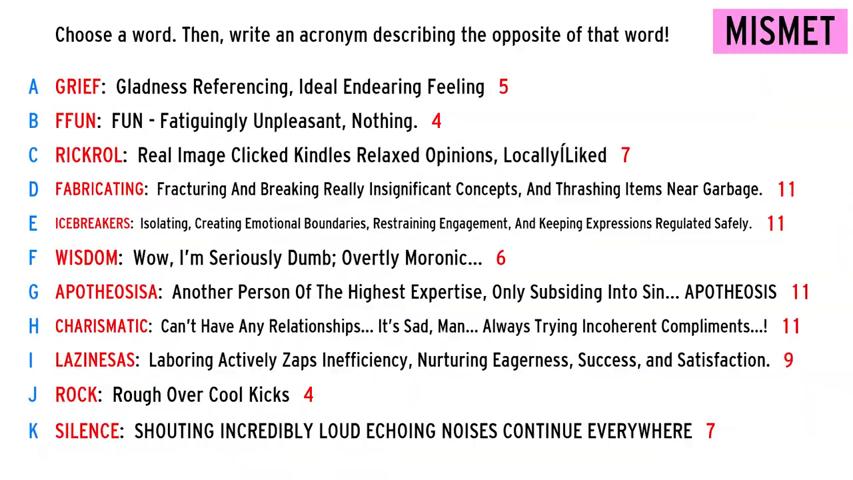 Choose a word. Then, write an acronym describing the opposite of that word! MISMET
A GRIEF: Gladness Referencing, Ideal Endearing Feeling 5
B FFUN: FUN - Fatiguingly Unpleasant, Nothing. 4
C RICKROL: Real Image Clicked Kindles Relaxed Opinions, LocallyÍLiked 7
D FABRICATING: Fracturing And Breaking Really Insignificant Concepts, And Thrashing Items Near Garbage. 11
E ICEBREAKERS: Isolating, Creating Emotional Boundaries, Restraining Engagement, And Keeping Expressions Regulated Safely. 11
F WISDOM: Wow, I'm Seriously Dumb; Overtly Moronic... 6
G APOTHEOSISA: Another Person Of The Highest Expertise, Only Subsiding Into Sin... APOTHEOSIS 11
H CHARISMATIC: Can't Have Any Relationships... It's Sad, Man... Always Trying Incoherent Compliments...! 11
I LAZINESAS: Laboring Actively Zaps Inefficiency, Nurturing Eagerness, Success, and Satisfaction. 9
J ROCK: Rough Over Cool Kicks 4
K SILENCE: SHOUTING INCREDIBLY LOUD ECHOING NOISES CONTINUE EVERYWHERE 7